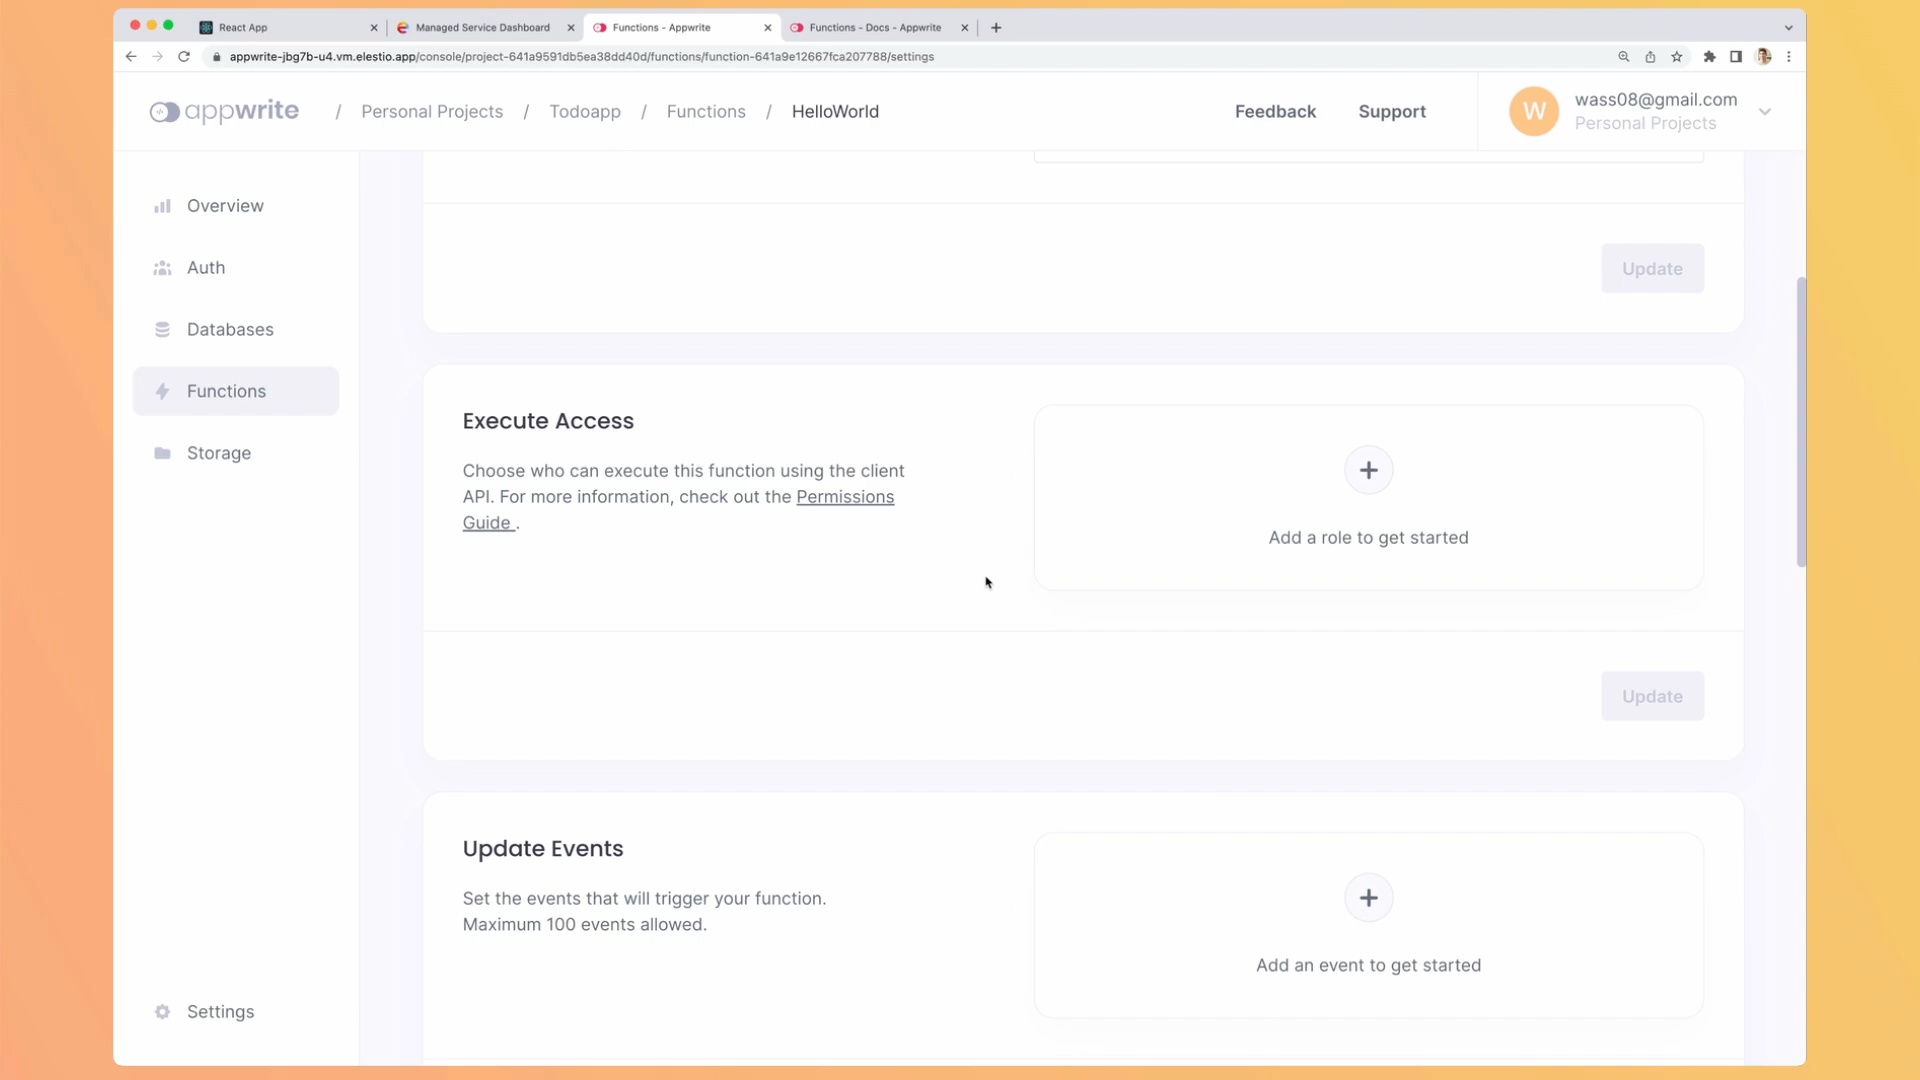 React App
Managed Service Dashboard
Functions - Appwrite
Functions - Docs - Appwrite
appwrite-jbg7b-u4.vm.elestio.app/console/project-641a9591db5ea38dd40d/functions/function-641a9e12667fca207788/settings
appwrite
/ Personal Projects / Todoapp / Functions / HelloWorld
Feedback
Support
W
wass08@gmail.com
Personal Projects
Overview
Auth
Databases
Functions
Storage
Settings
Update
Execute Access
Choose who can execute this function using the client
API. For more information, check out the Permissions
Guide .
Add a role to get started
Update
Update Events
Set the events that will trigger your function.
Maximum 100 events allowed.
Add an event to get started